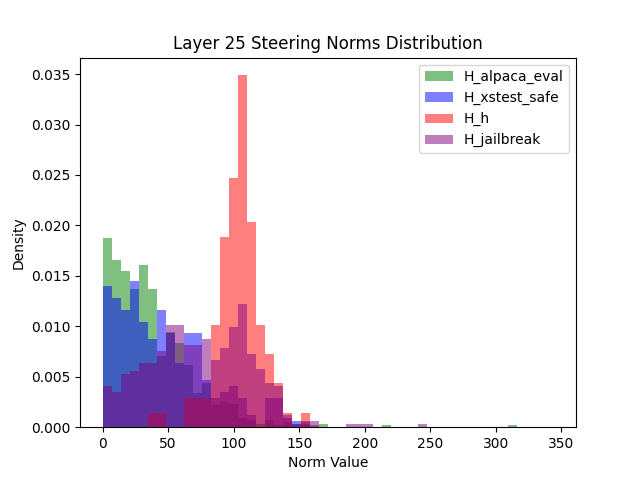 Layer 25 Steering Norms Distribution
H_alpaca_eval
H_xstest_safe
H_h
H_jailbreak
0.035
0.030
0.025
0.020
0.015
0.010
0.005
0.000
Density
0 50 100 150 200 250 300 350
Norm Value